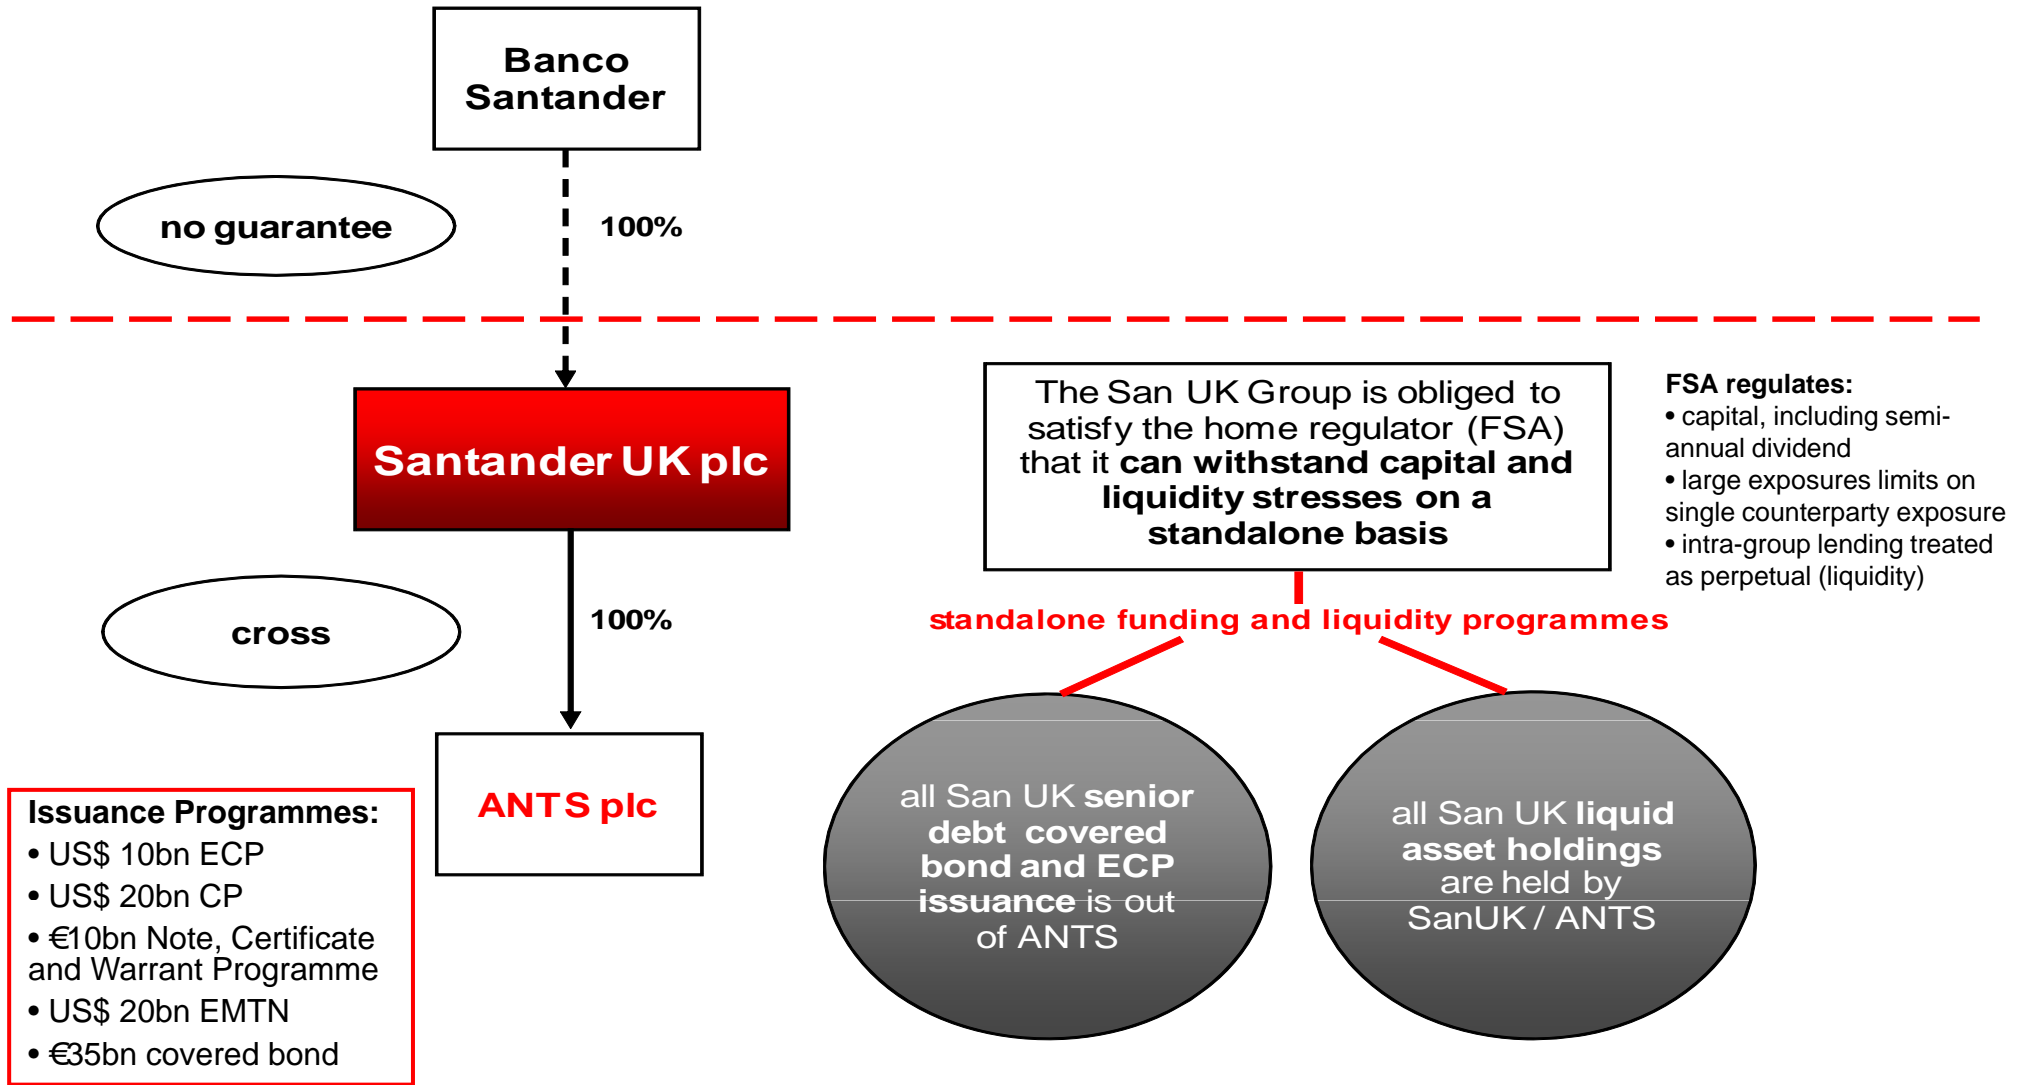 Banco
Santander
no guarantee
100%
Santander UK plc
The San UK Group is obliged to
satisfy the home regulator (FSA)
that it can withstand capital and
liquidity stresses on a
standalone basis
FSA regulates:
• capital, including semi-
annual dividend
• large exposures limits on
single counterparty exposure
• intra-group lending treated
as perpetual (liquidity)
cross
100%
standalone funding and liquidity programmes
ANTS plc
all San UK senior
debt covered
bond and ECP
issuance is out
of ANTS
all San UK liquid
asset holdings
are held by
SanUK / ANTS
Issuance Programmes:
• US$ 10bn ECP
• US$ 20bn CP
• €10bn Note, Certificate
and Warrant Programme
• US$ 20bn EMTN
• €35bn covered bond